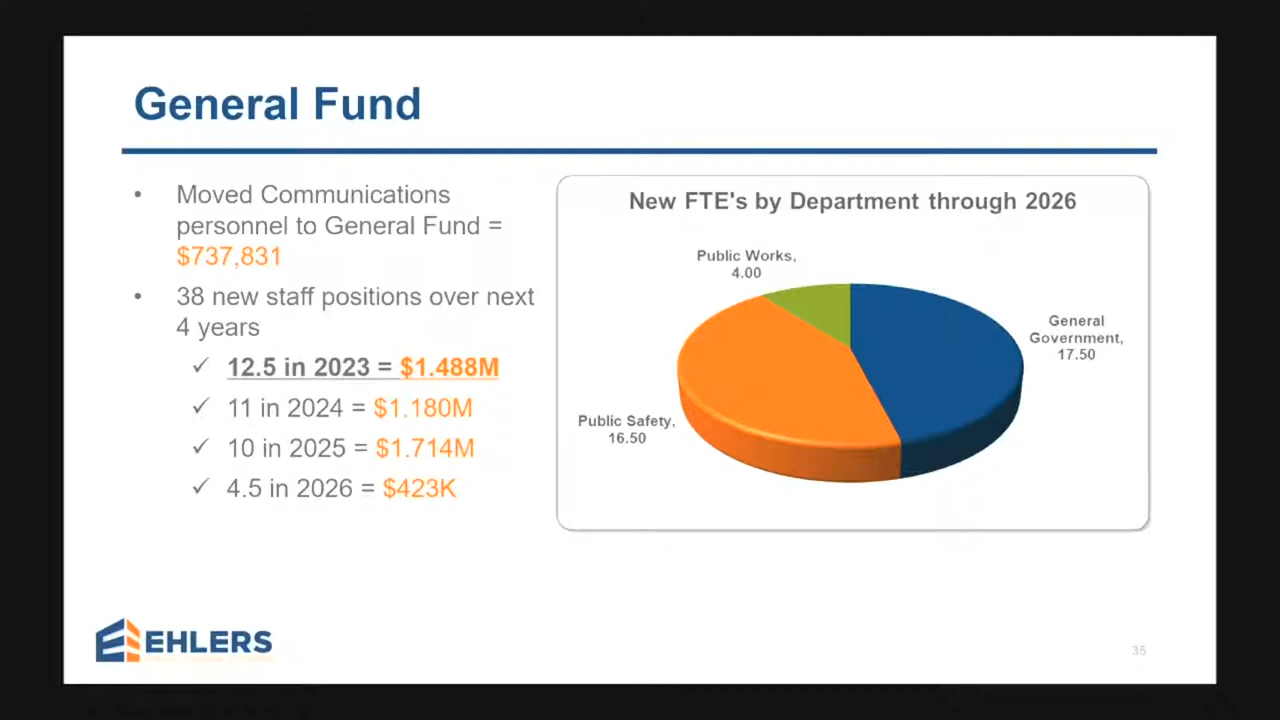 General Fund
• Moved Communications
personnel to General Fund =
$737,831
• 38 new staff positions over next
4 years
✓ 12.5 in 2023 = $1.488M
✓ 11 in 2024 = $1.180M
✓ 10 in 2025 = $1.714M
✓ 4.5 in 2026 = $423K
New FTE's by Department through 2026
Public Works,
4.00
General
Government,
17.50
Public Safety,
16.50
EHLERS
35